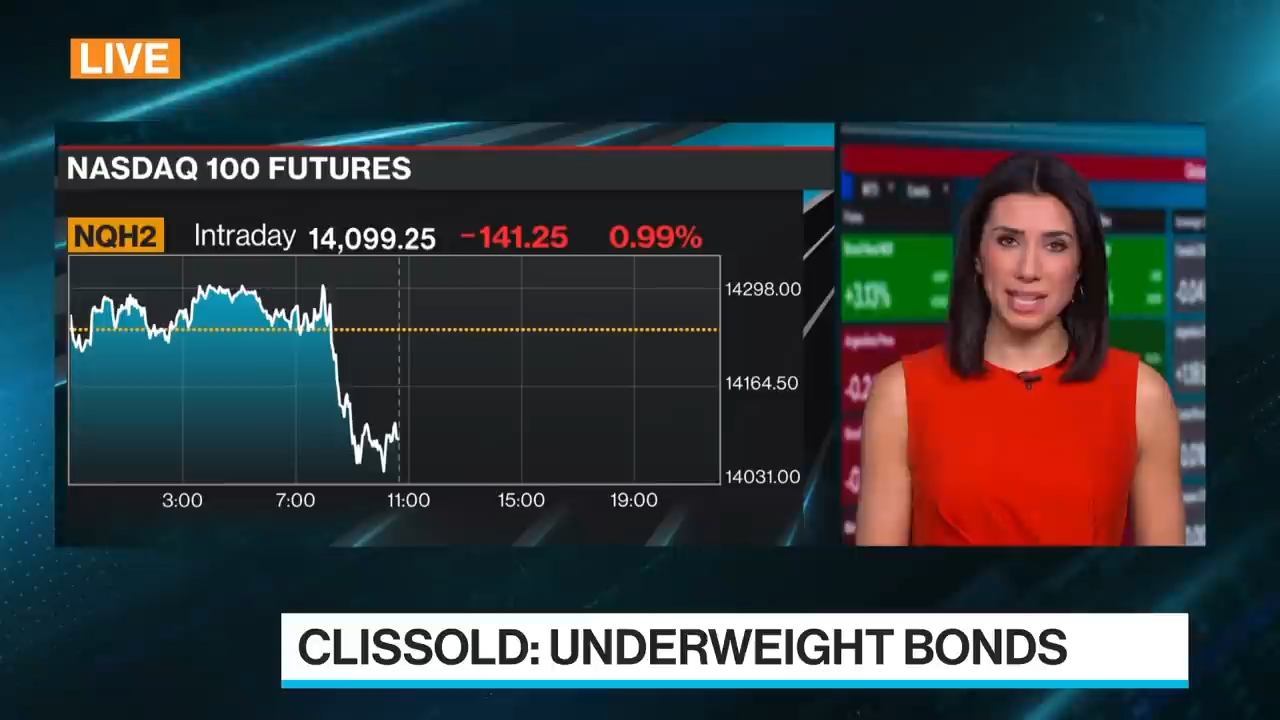 LIVE
NASDAQ 100 FUTURES
NQH2 Intraday 14,099.25 -141.25 0.99%
14298.00
14164.50
14031.00
3:00 7:00 11:00 15:00 19:00
CLISSOLD: UNDERWEIGHT BONDS